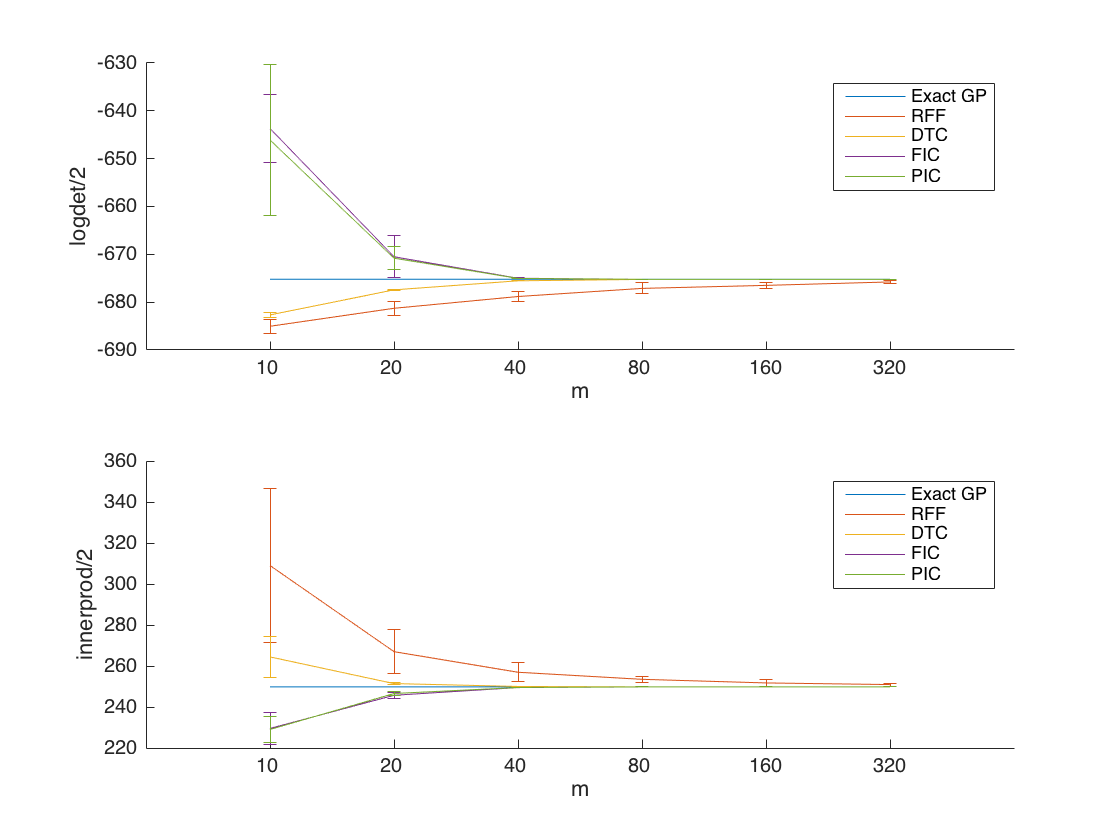 -630
-640
-650
-660
-670
-680
-690
logdet/2
10 20 40 80 160 320
m
Exact GP
RFF
DTC
FIC
PIC
360
340
320
300
280
260
240
220
innerprod/2
10 20 40 80 160 320
m
Exact GP
RFF
DTC
FIC
PIC